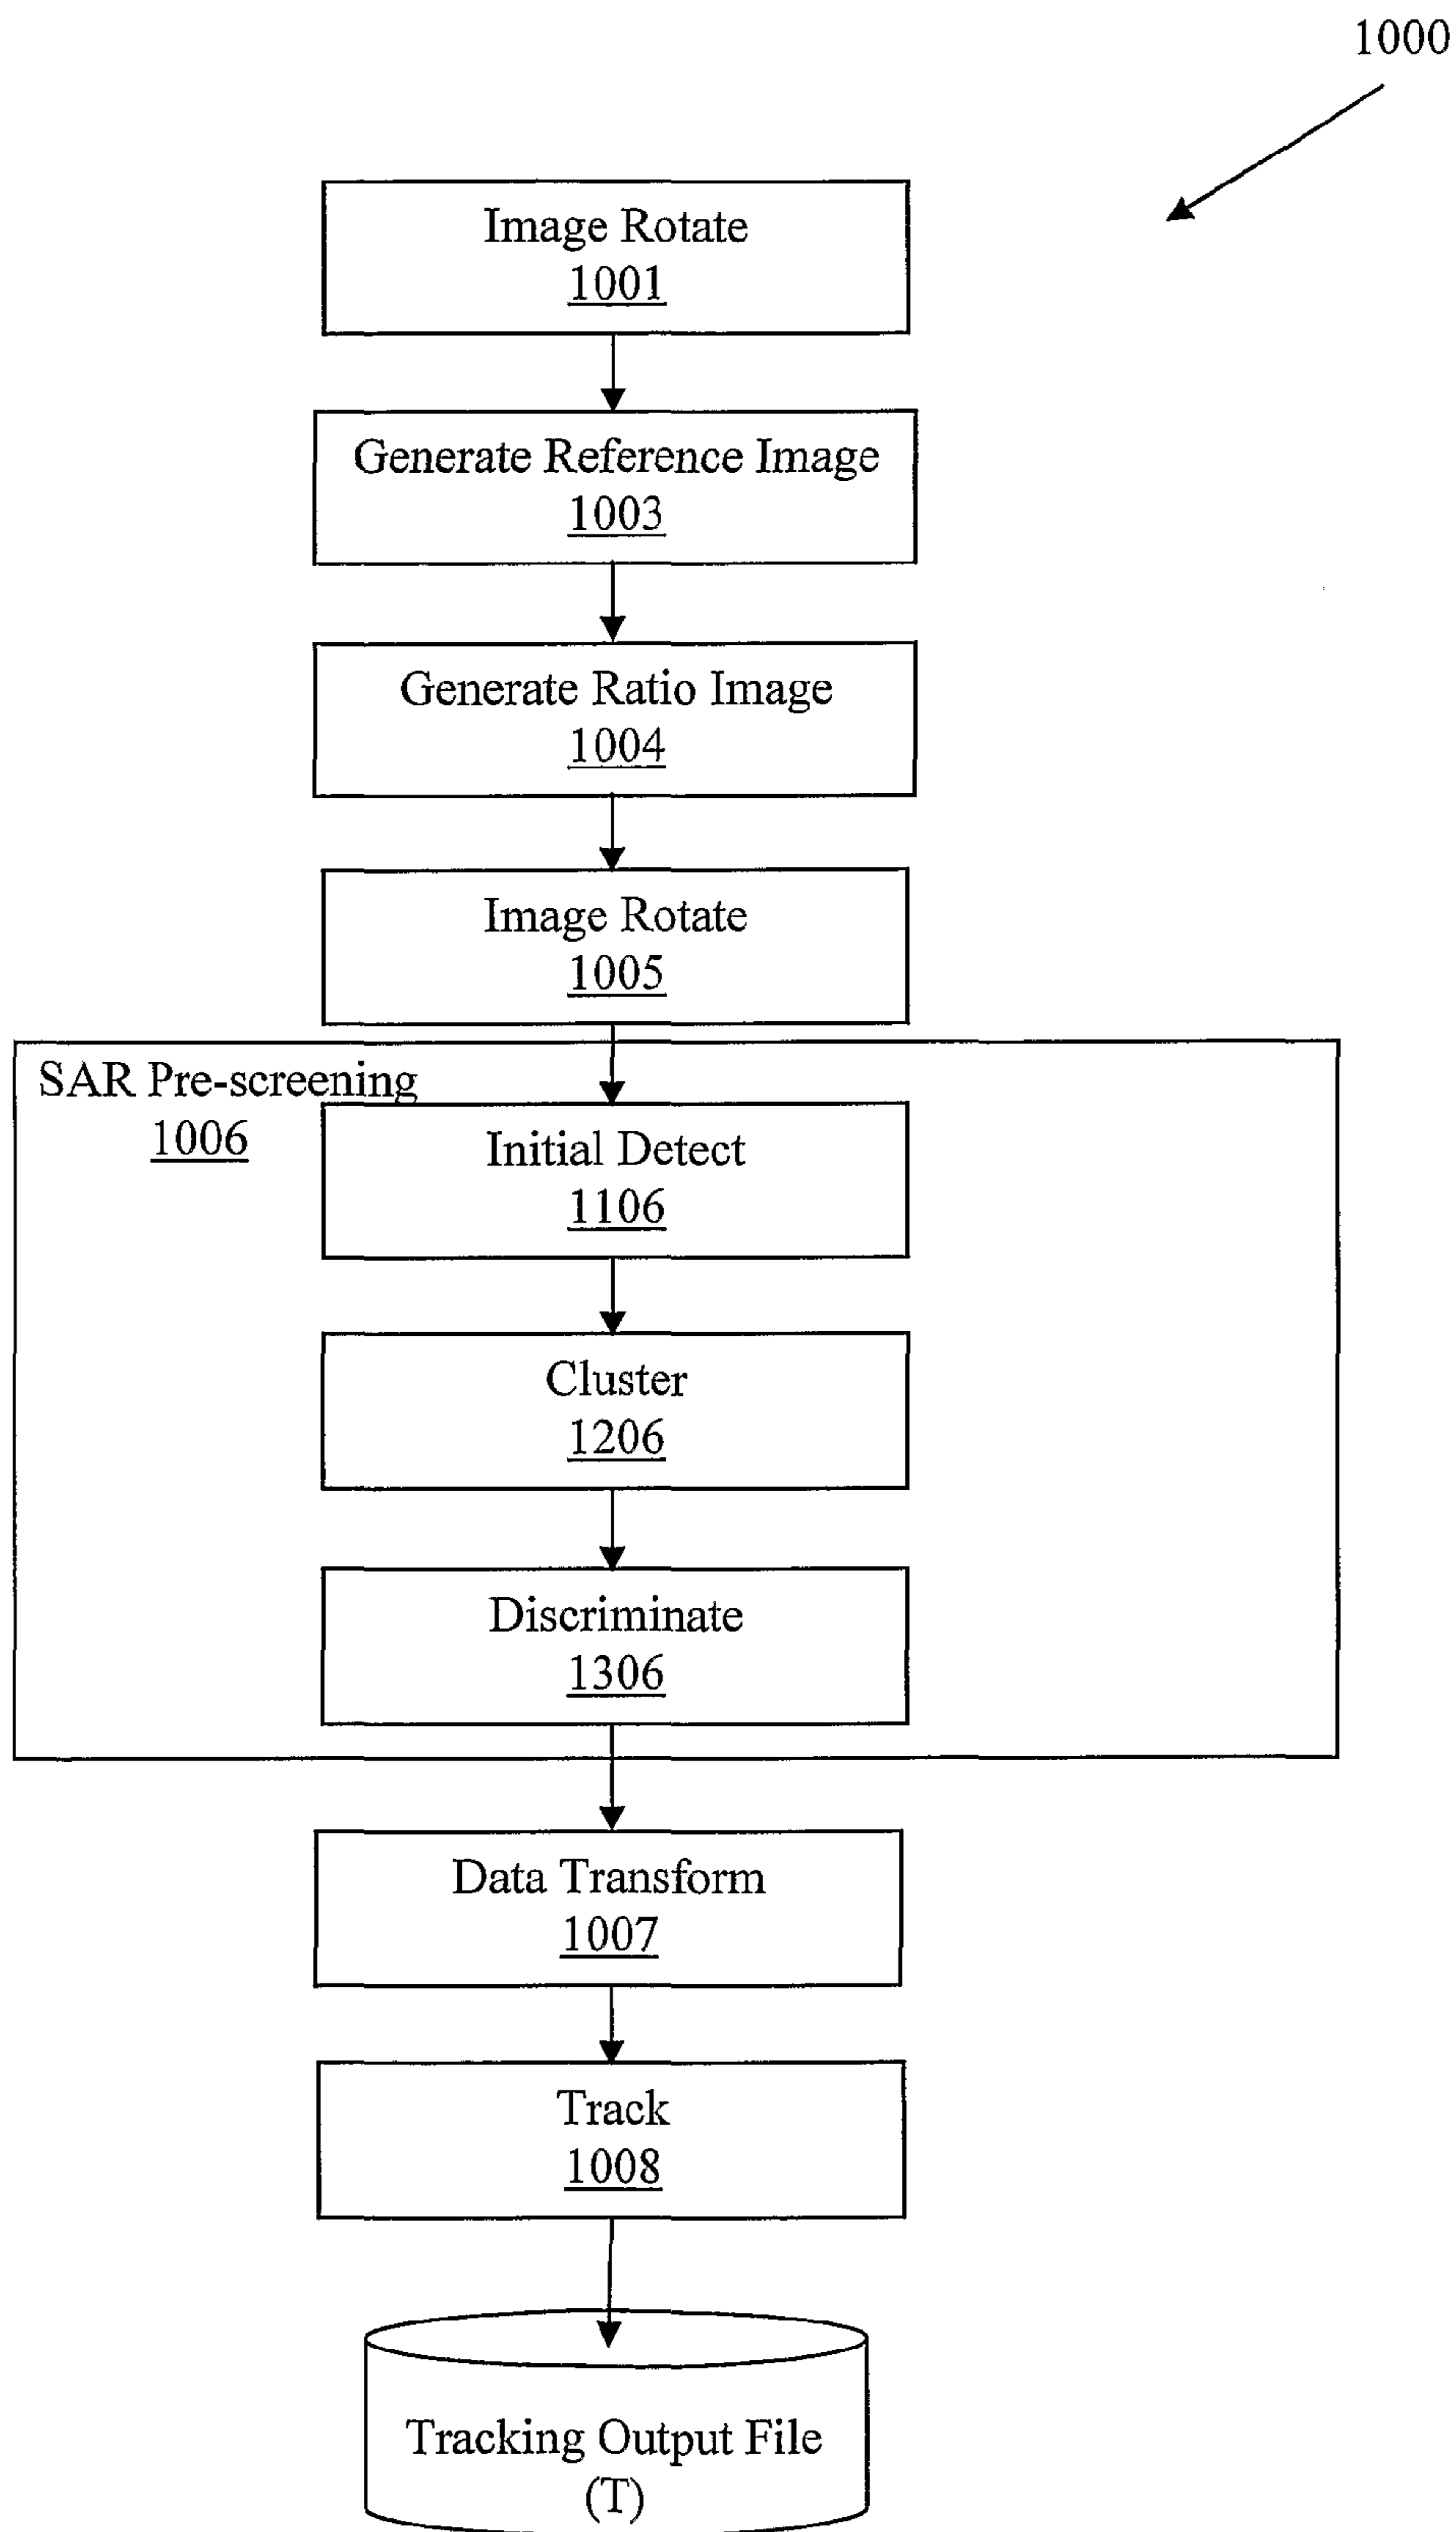 1000
Image Rotate
1001
Generate Reference Image
1003
Generate Ratio Image
1004
Image Rotate
1005
SAR Pre-screening
1006
Initial Detect
1106
Cluster
1206
Discriminate
1306
Data Transform
1007
Track
1008
Tracking Output File
(T)